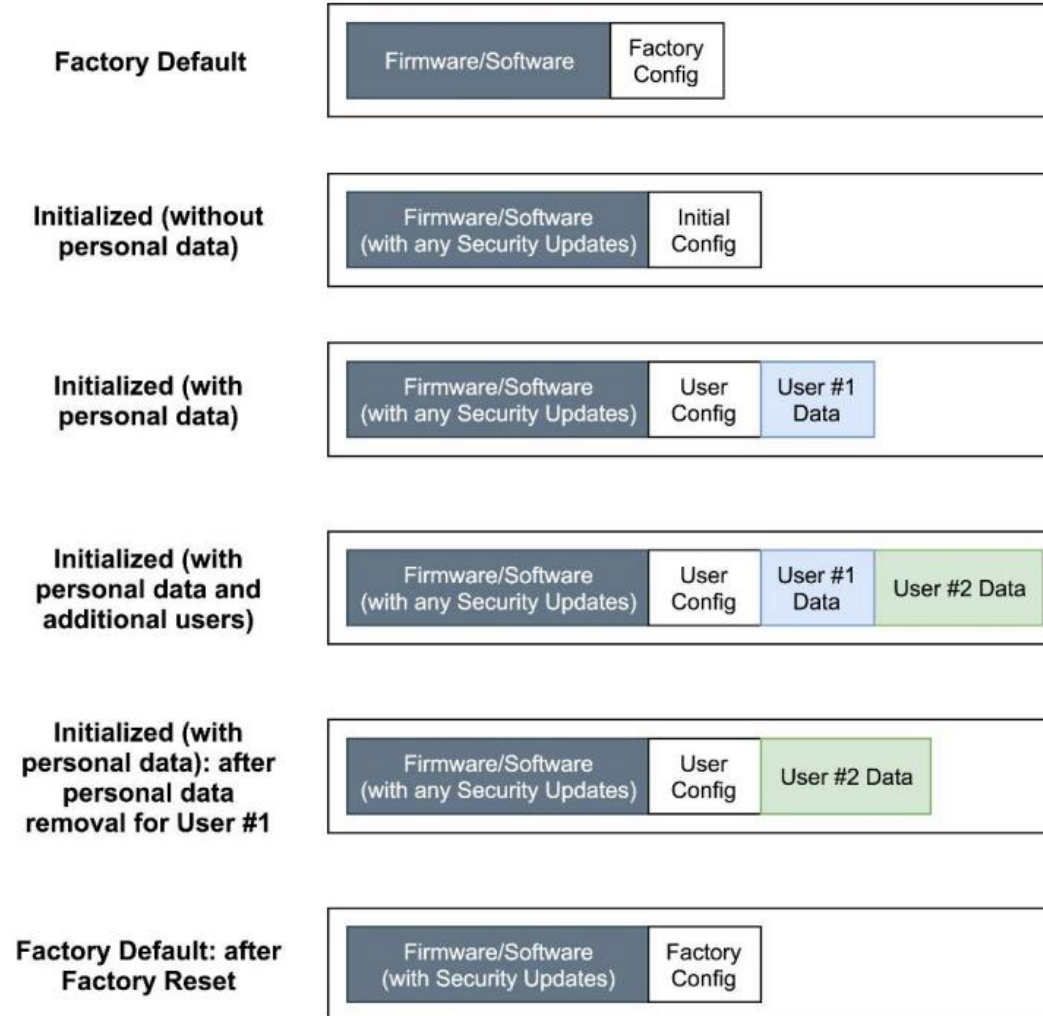 Factory Default
Firmware/Software
Factory
Config
Initialized (without
personal data)
Firmware/Software
(with any Security Updates)
Initial
Config
Initialized (with
personal data)
Firmware/Software
(with any Security Updates)
User
Config
User #1
Data
Initialized (with
personal data and
additional users)
Firmware/Software
(with any Security Updates)
User
Config
User #1
Data
User #2 Data
Initialized (with
personal data): after
personal data
removal for User #1
Firmware/Software
(with any Security Updates)
User
Config
User #2 Data
Factory Default: after
Factory Reset
Firmware/Software
(with Security Updates)
Factory
Config